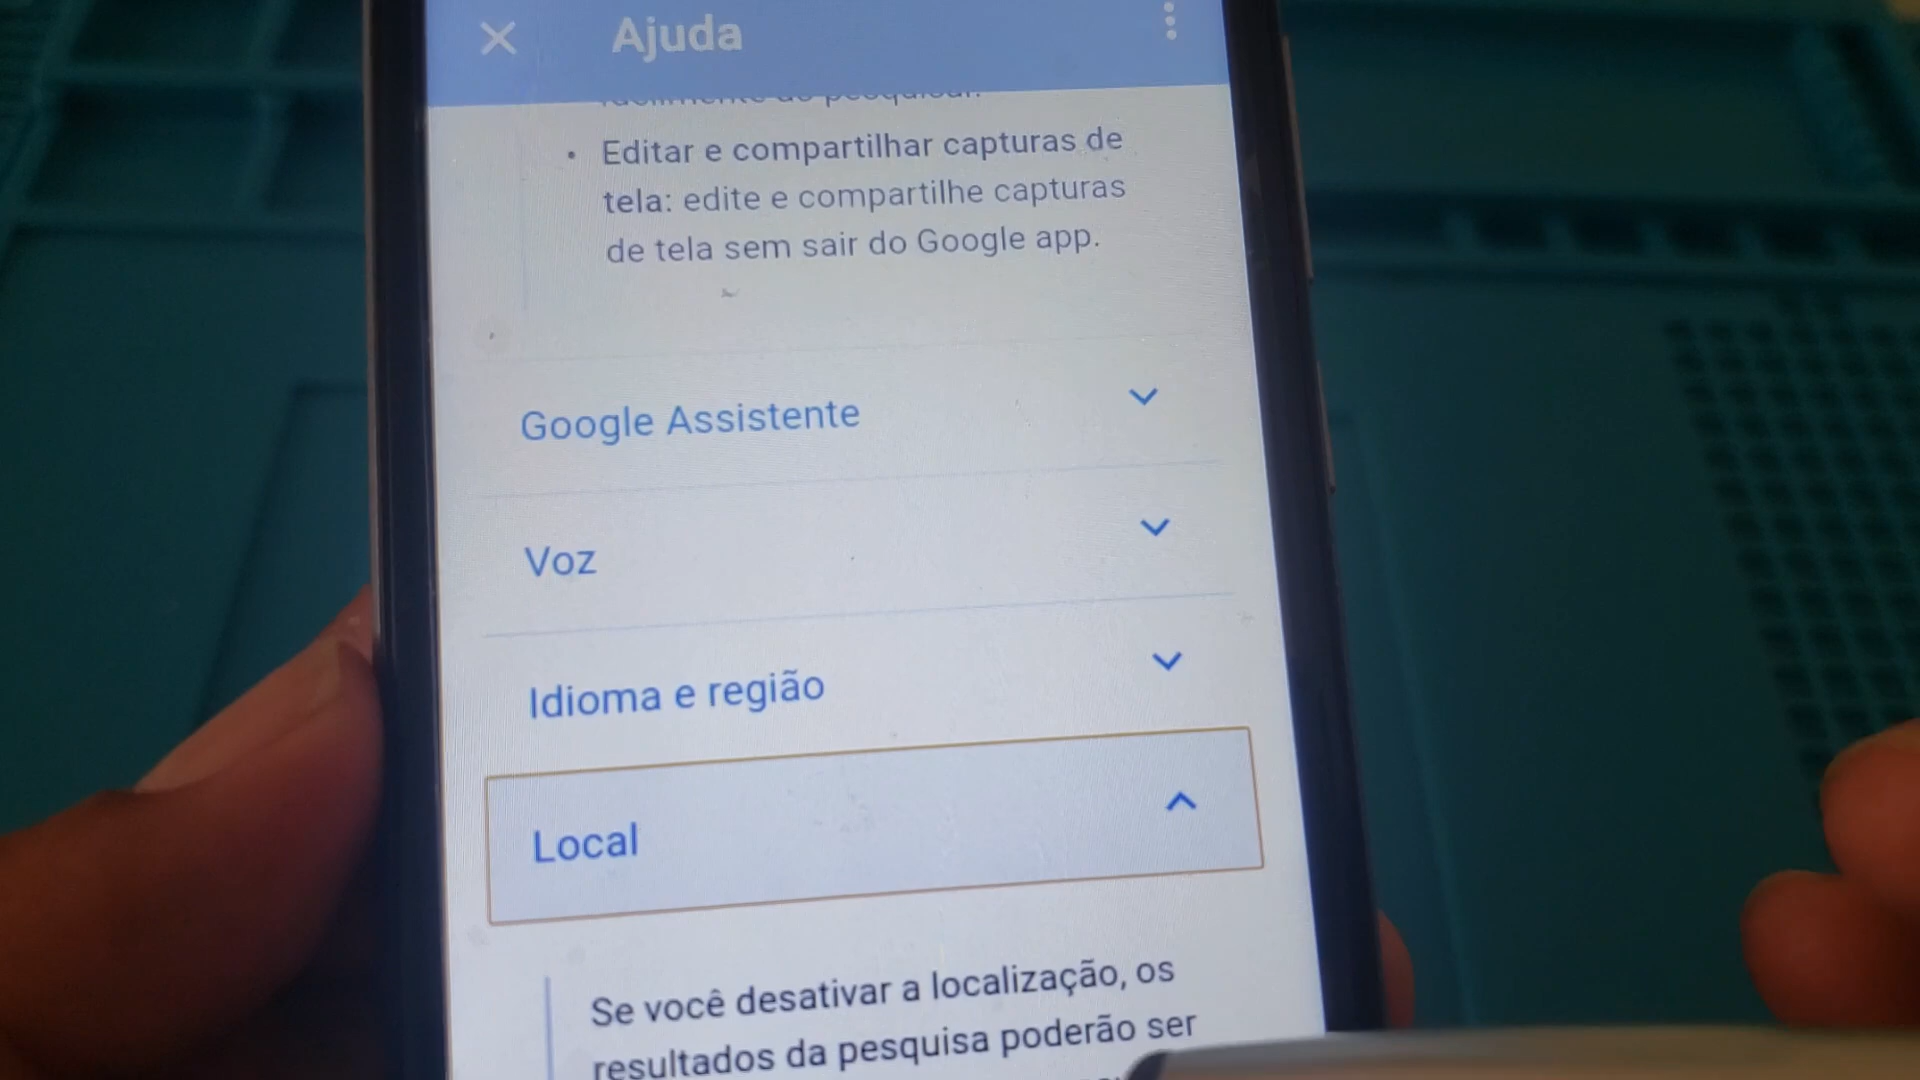 Ajuda
Editar e compartilhar capturas de
tela: edite e compartilhe capturas
de tela sem sair do Google app.
Google Assistente
Voz
Idioma e região
Local
Se você desativar a localização, os
resultados da pesquisa poderão ser